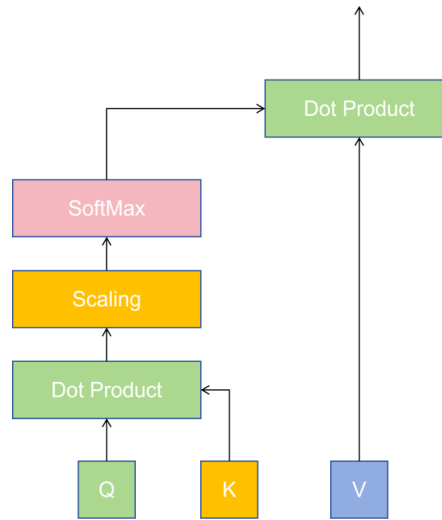 Dot Product
SoftMax
Scaling
Dot Product
Q
K
V